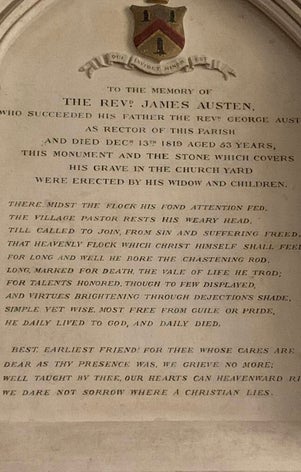 QUI INVIDET MINOR EST
TO THE MEMORY OF
THE REVD. JAMES AUSTEN,
WHO SUCCEEDED HIS FATHER THE REVD. GEORGE AUST
AS RECTOR OF THIS PARISH
AND DIED DECR. 13TH 1819 AGED 53 YEARS,
THIS MONUMENT AND THE STONE WHICH COVERS
HIS GRAVE IN THE CHURCH YARD
WERE ERECTED BY HIS WIDOW AND CHILDREN.
THERE MIDST THE FLOCK HIS FOND ATTENTION FED,
THE VILLAGE PASTOR RESTS HIS WEARY HEAD,
TILL CALLED TO JOIN, FROM SIN AND SUFFERING FREED,
THAT HEAVENLY FLOCK WHICH CHRIST HIMSELF SHALL FEE
FOR LONG AND WELL HE BORE THE CHASTENING ROD,
LONG, MARKED FOR DEATH, THE VALE OF LIFE HE TROD;
FOR TALENTS HONORED, THOUGH TO FEW DISPLAYED,
AND VIRTUES BRIGHTENING THROUGH DEJECTIONS SHADE,
SIMPLE YET WISE, MOST FREE FROM GUILE OR PRIDE,
HE DAILY LIVED TO GOD, AND DAILY DIED.
BEST, EARLIEST FRIEND! FOR THEE WHOSE CARES ARE
DEAR AS THY PRESENCE WAS, WE GRIEVE NO MORE;
WELL TAUGHT BY THEE, OUR HEARTS CAN HEAVENWARD RI
WE DARE NOT SORROW WHERE A CHRISTIAN LIES.